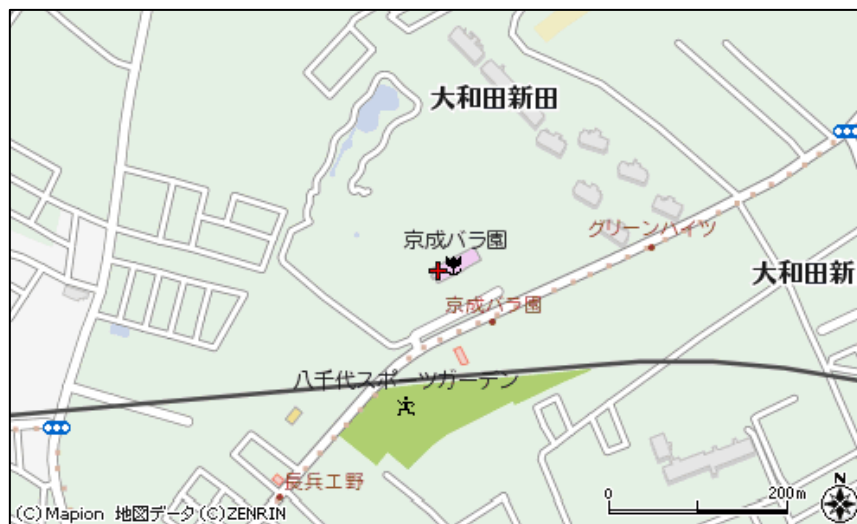 大和田新田
グリーンハイツ
京成バラ園
大和田新
京成バラ園
八千代スポーツガーデン
長兵工野
0
200m
N
(C) Mapion 地図データ (C)ZENRIN